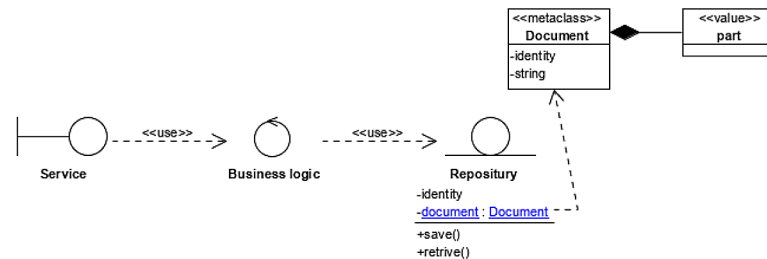 <<metaclass>>
Document
-identity
-string
<<value>>
part
<<use>>
<<use>>
Service
Business logic
Repository
-identity
-document : Document
+save()
+retrive()